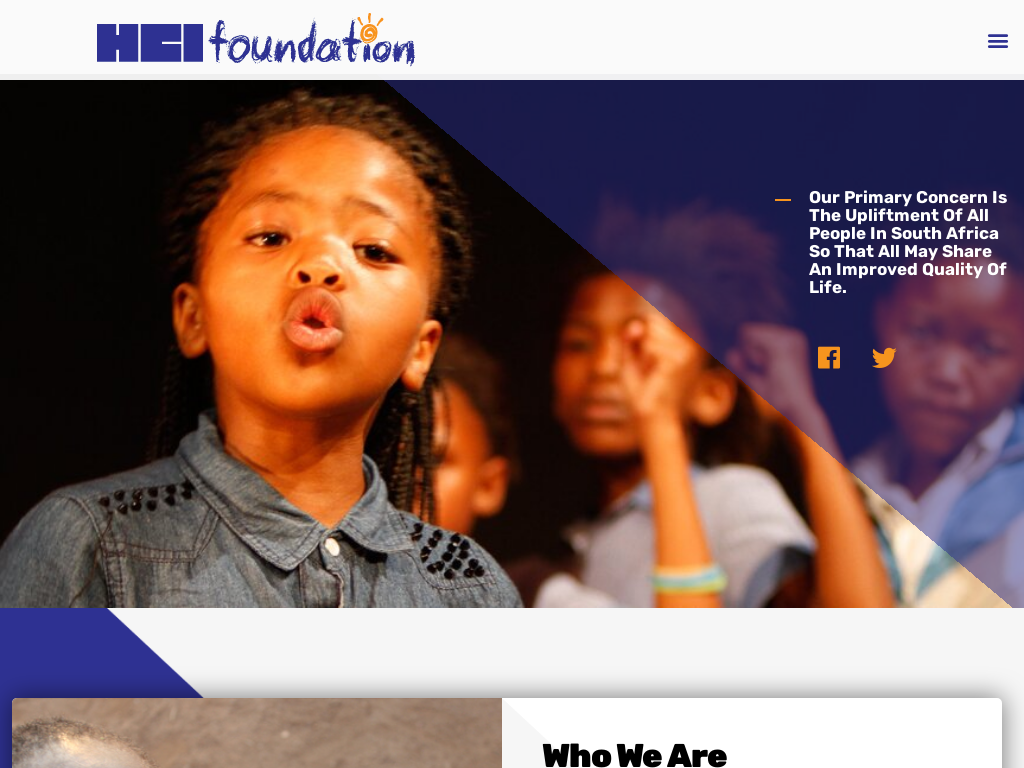 HCI foundation
Our Primary Concern Is
The Upliftment Of All
People In South Africa
So That All May Share
An Improved Quality Of
Life.
Who We Are